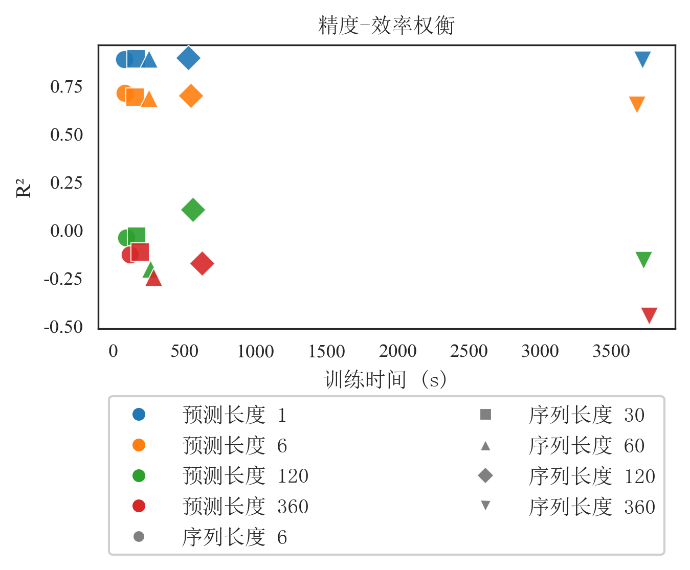 精度-效率权衡
R²
0.75
0.50
0.25
0.00
-0.25
-0.50
0 500 1000 1500 2000 2500 3000 3500
训练时间 (s)
预测长度 1
预测长度 6
预测长度 120
预测长度 360
序列长度 6
序列长度 30
序列长度 60
序列长度 120
序列长度 360